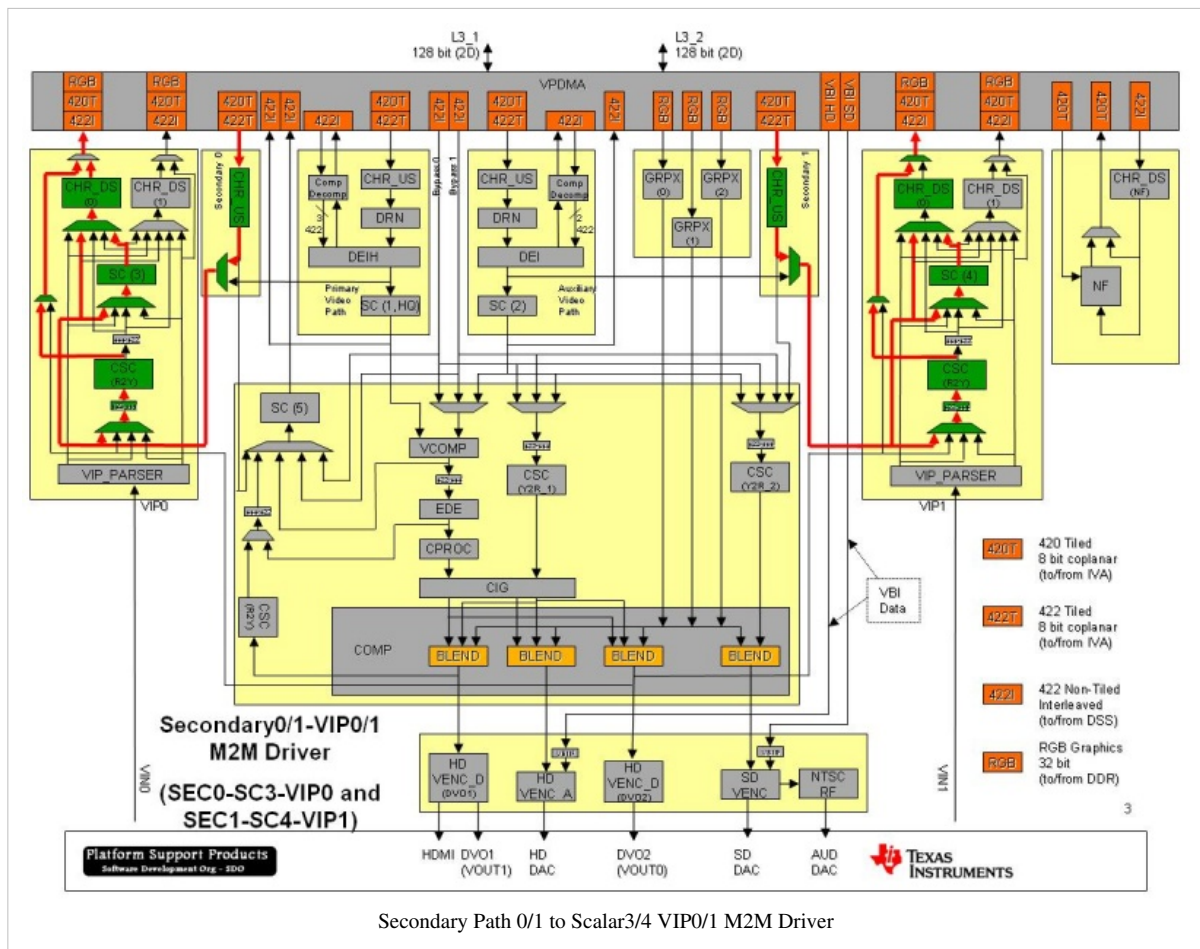 L3_1
128 bit (2D)
L3_2
128 bit (2D)
VPDMA
RGB
420T
422I
RGB
420T
422I
420T
422T
422I
422I
422I
420T
422T
422I
422I
420T
422T
422I
422I
RGB
RGB
RGB
420T
422T
VBI HD
VBI SD
RGB
420T
422I
RGB
420T
422I
420T
420T
422I
CHR_DS
(0)
CHR_DS
(1)
SC (3)
CSC
(R2Y)
VIP_PARSER
VIP0
Secondary 0
CHR_US
Comp
Decomp
3
422
CHR_US
DRN
DEIH
Primary
Video
Path
SC (1,HQ)
Bypass0
Bypass 1
CHR_US
DRN
DEI
Comp
Decomp
2
422
SC (2)
Auxiliary
Video
Path
GRPX
(0)
GRPX
(1)
GRPX
(2)
Secondary 1
CHR_US
CHR_DS
(0)
CHR_DS
(1)
SC (4)
CSC
(R2Y)
VIP_PARSER
VIP1
CHR_DS
(NF)
NF
SC (5)
VCOMP
EDE
CPROC
CIG
CSC
(Y2R_1)
CSC
(Y2R_2)
CSC
(R2Y)
COMP
BLEND
BLEND
BLEND
BLEND
VBI
Data
420T
420 Tiled
8 bit coplanar
(to/from IVA)
422T
422 Tiled
8 bit coplanar
(to/from IVA)
422I
422 Non-Tiled
Interleaved
(to/from DSS)
RGB
RGB Graphics
32 bit
(to/from DDR)
Secondary0/1-VIP0/1
M2M Driver
(SEC0-SC3-VIP0 and
SEC1-SC4-VIP1)
VIN0
VIN1
HD
VENC_D
(DVO1)
HD
VENC_A
HD
VENC_D
(DVO2)
SD
VENC
NTSC
RF
3
Platform Support Products
Software Development Org - SDO
HDMI
DVO1
(VOUT1)
HD
DAC
DVO2
(VOUT0)
SD
DAC
AUD
DAC
TEXAS
INSTRUMENTS
Secondary Path 0/1 to Scalar3/4 VIP0/1 M2M Driver